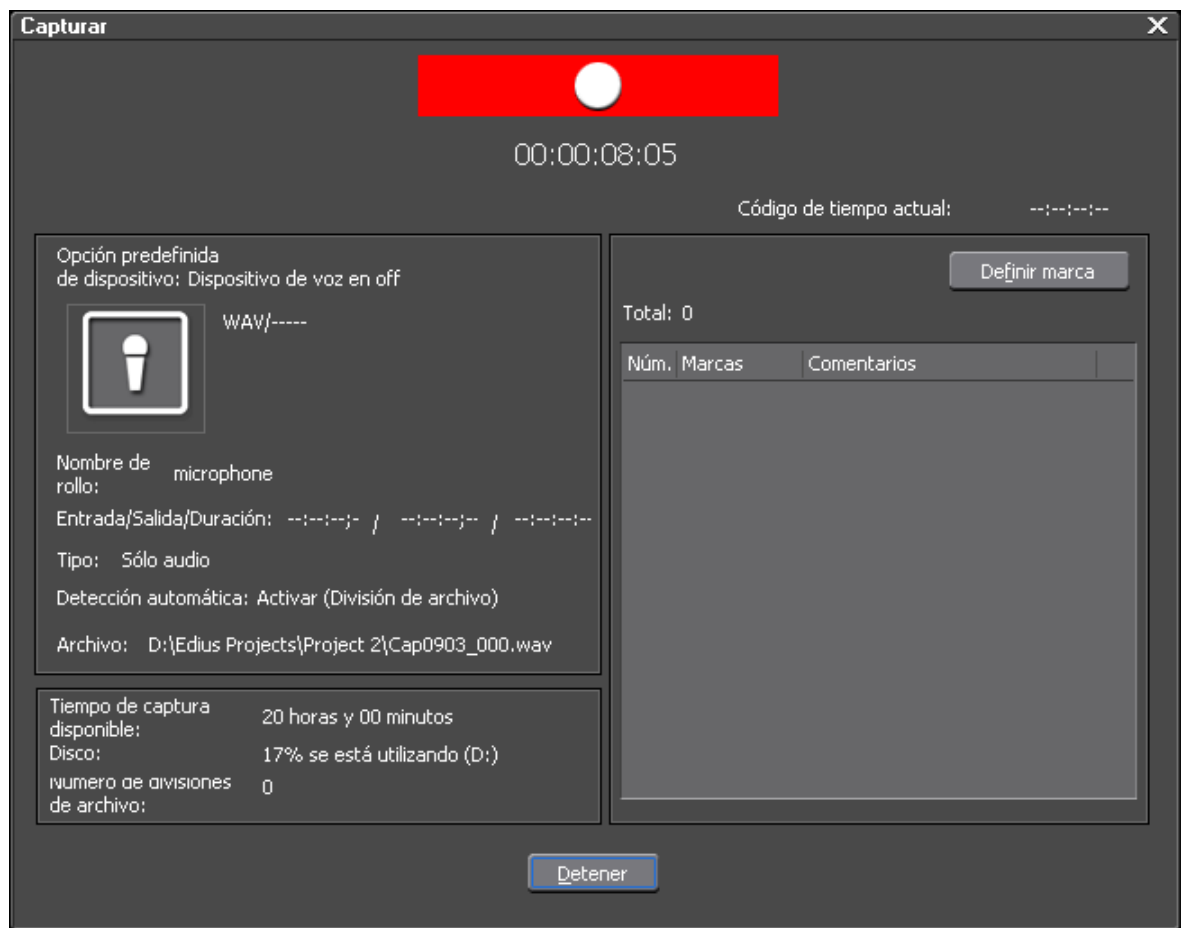 Capturar
00:00:08:05
Código de tiempo actual: --:--:--:--
Opción predefinida
de dispositivo: Dispositivo de voz en off
WAV/-----
Nombre de
rollo: microphone
Entrada/Salida/Duración: --:--:--;- / --:--:--;-- / --:--:--:--
Tipo: Sólo audio
Detección automática: Activar (División de archivo)
Archivo: D:\Edius Projects\Project 2\Cap0903_000.wav
Tiempo de captura
disponible: 20 horas y 00 minutos
Disco: 17% se está utilizando (D:)
Numero de divisiones
de archivo: 0
Definir marca
Total: 0
Núm. Marcas Comentarios
Detener